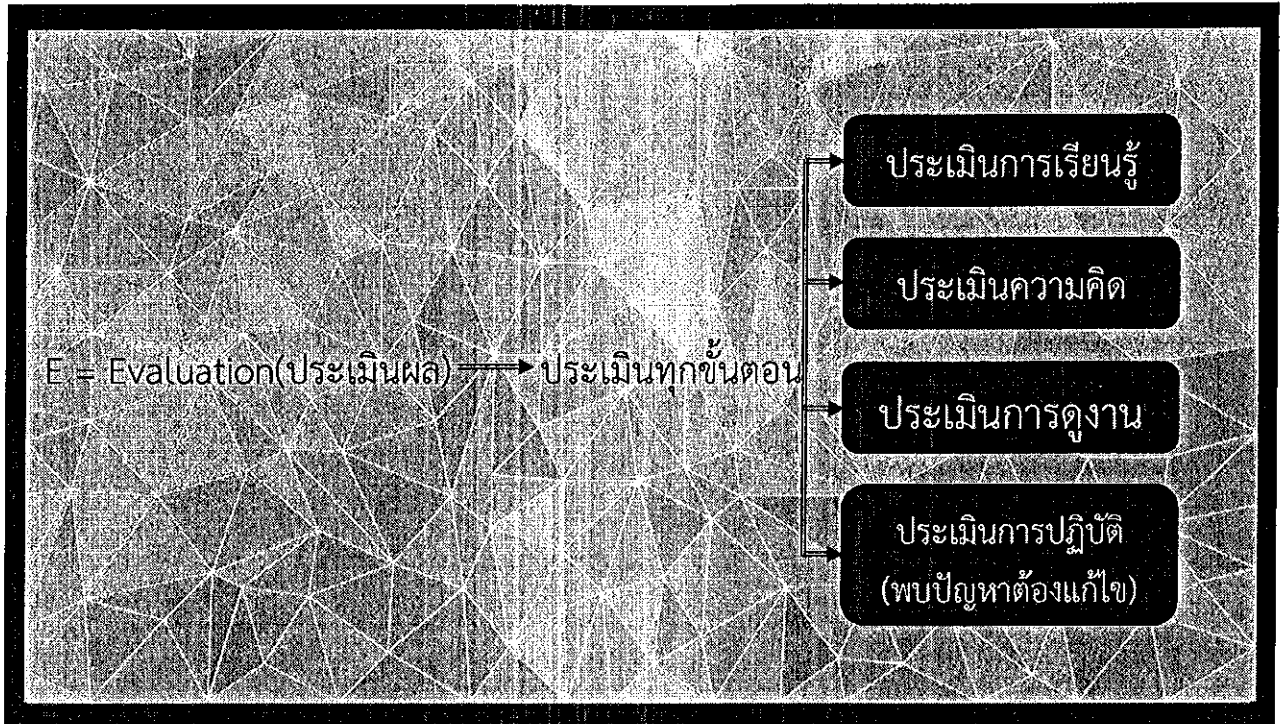 E = Evaluation(ประเมินผล) ประเมินทุกขั้นตอน
ประเมินการเรียนรู้
ประเมินความคิด
ประเมินการดูงาน
ประเมินการปฏิบัติ
(พบปัญหาต้องแก้ไข)